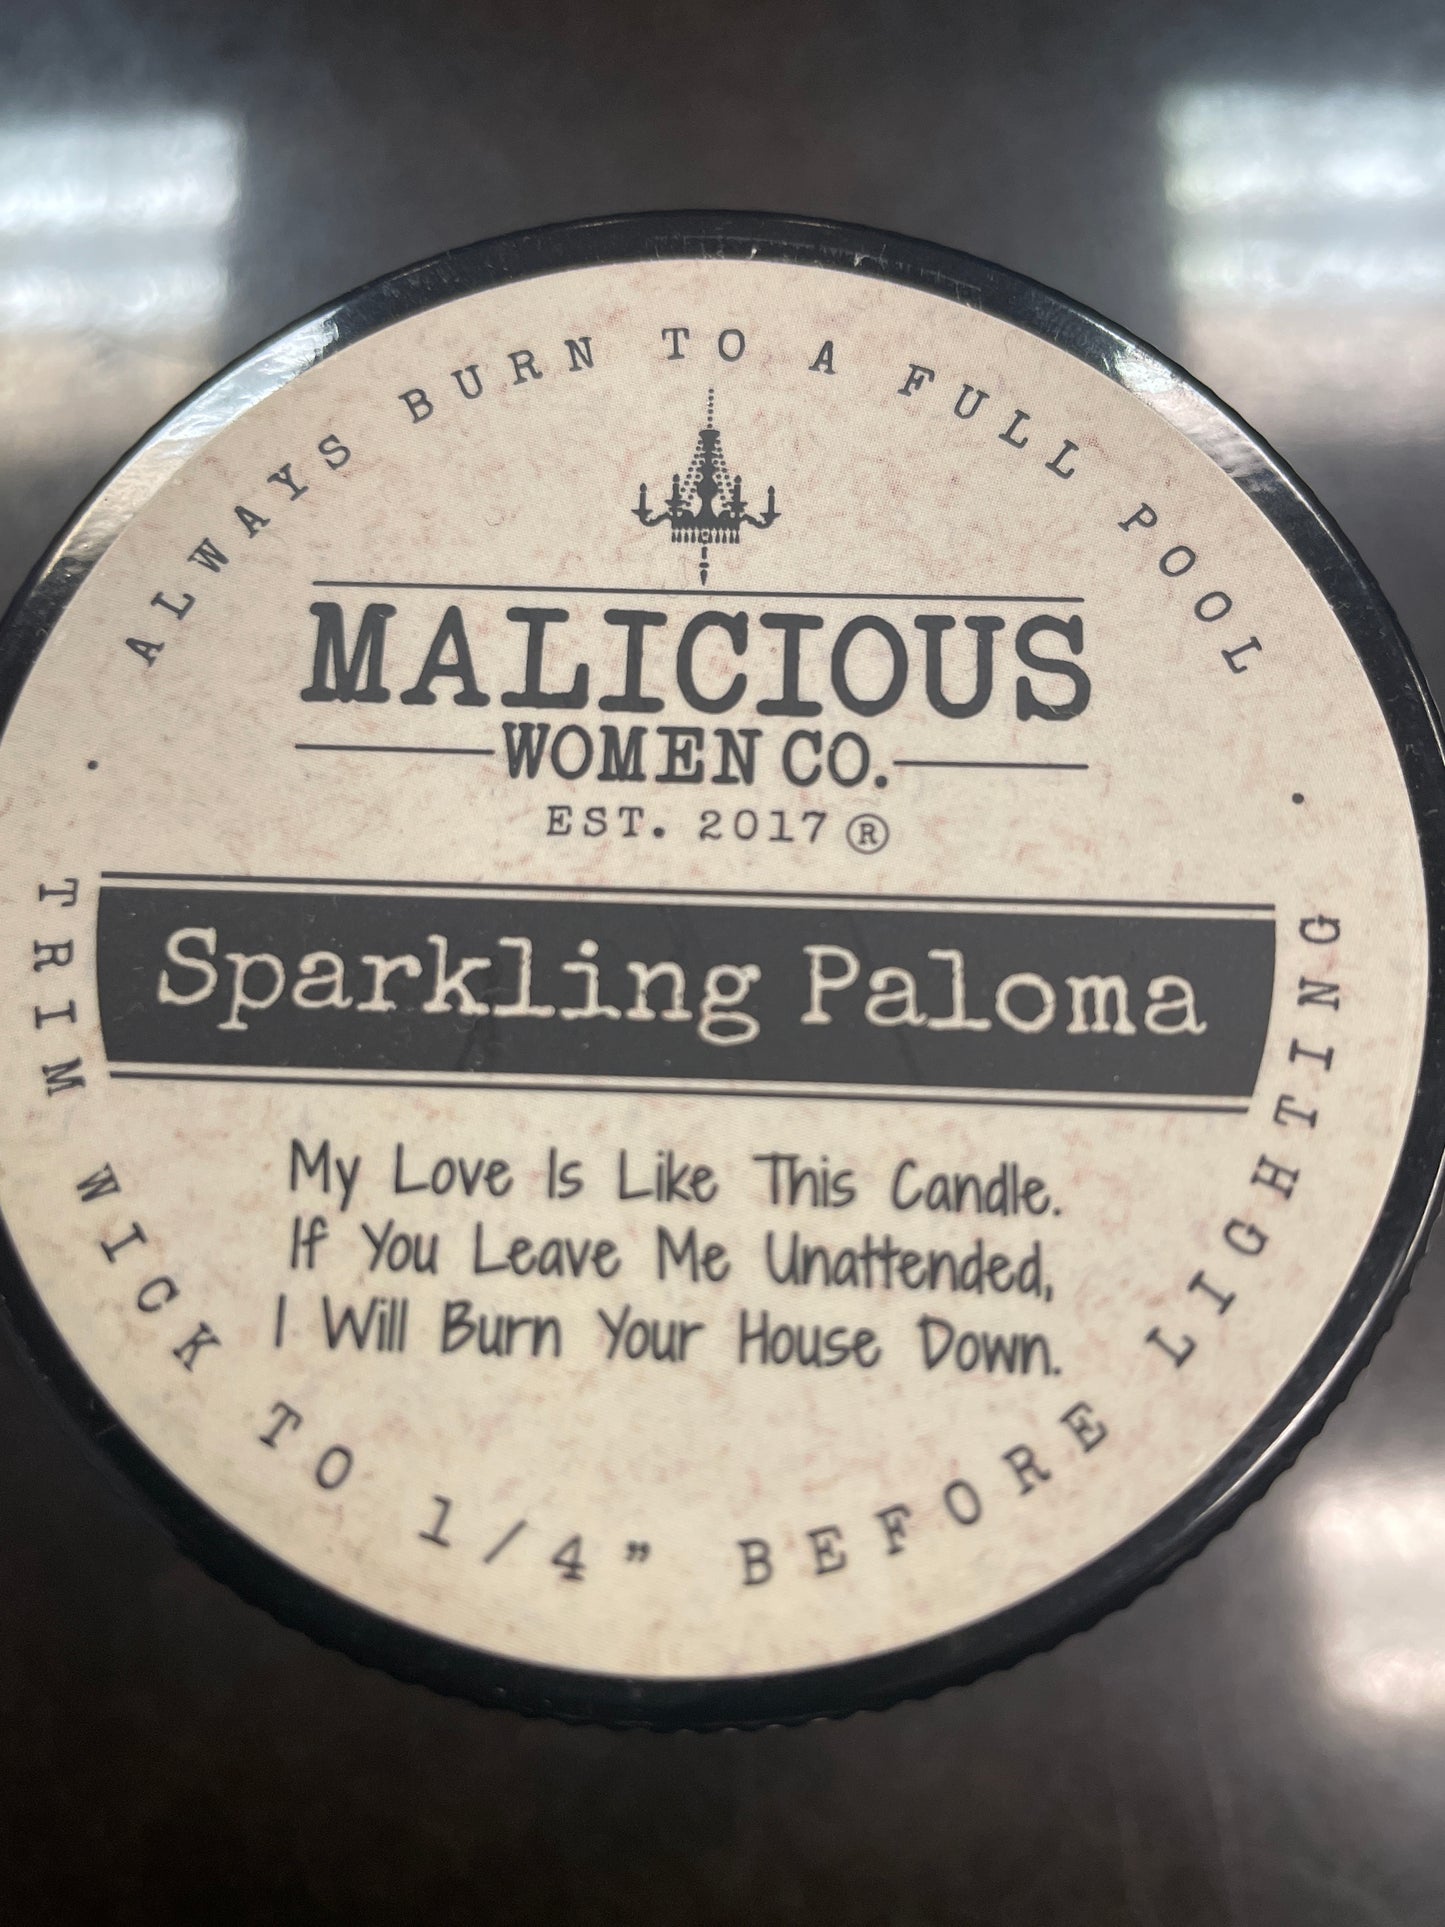 ALWAYS BURN TO A FULL POOL
MALICIOUS
WOMEN CO.
EST. 2017 ®
Sparkling Paloma
My Love Is Like This Candle.
If You Leave Me Unattended,
I Will Burn Your House Down.
TRIM WICK TO 1/4" BEFORE LIGHTING